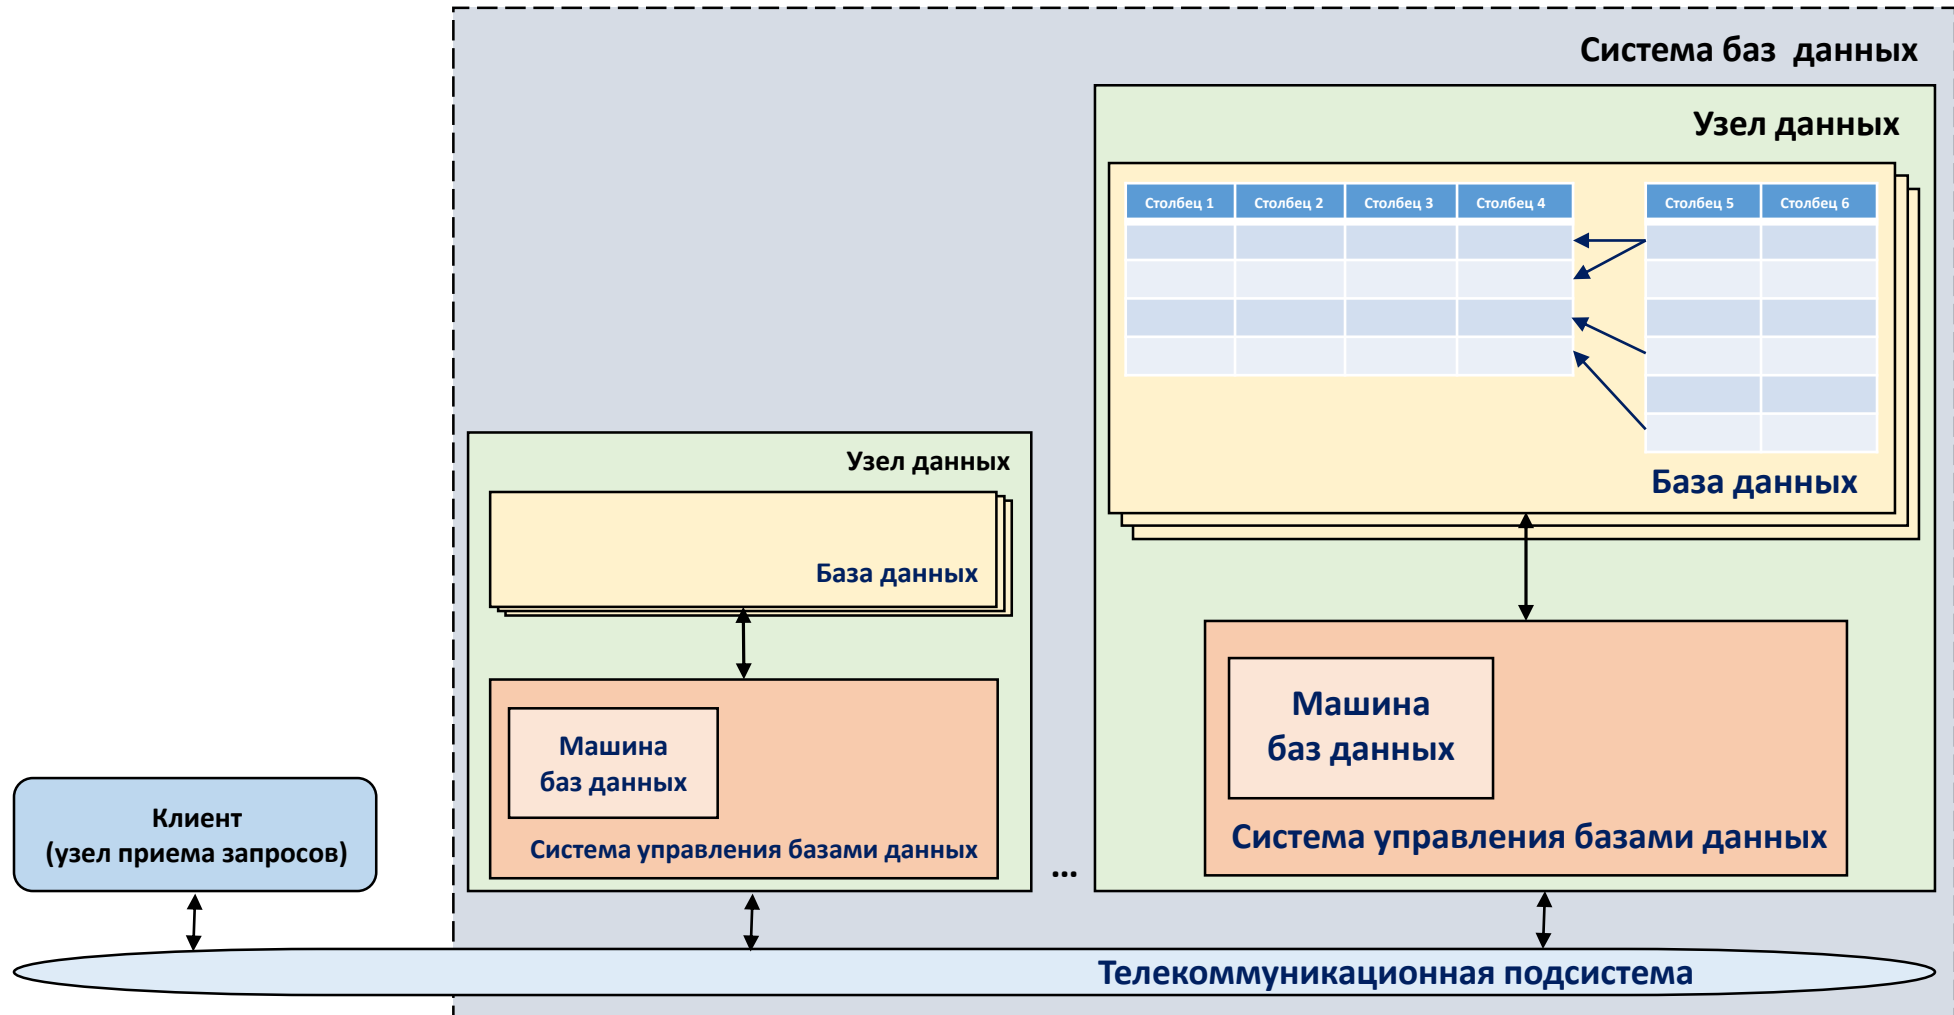 Система баз данных
Узел данных
Столбец 1 Столбец 2 Столбец 3 Столбец 4 Столбец 5 Столбец 6
База данных
Узел данных
База данных
Машина
баз данных
Система управления базами данных
Машина
баз данных
Система управления базами данных
...
Клиент
(узел приема запросов)
Телекоммуникационная подсистема